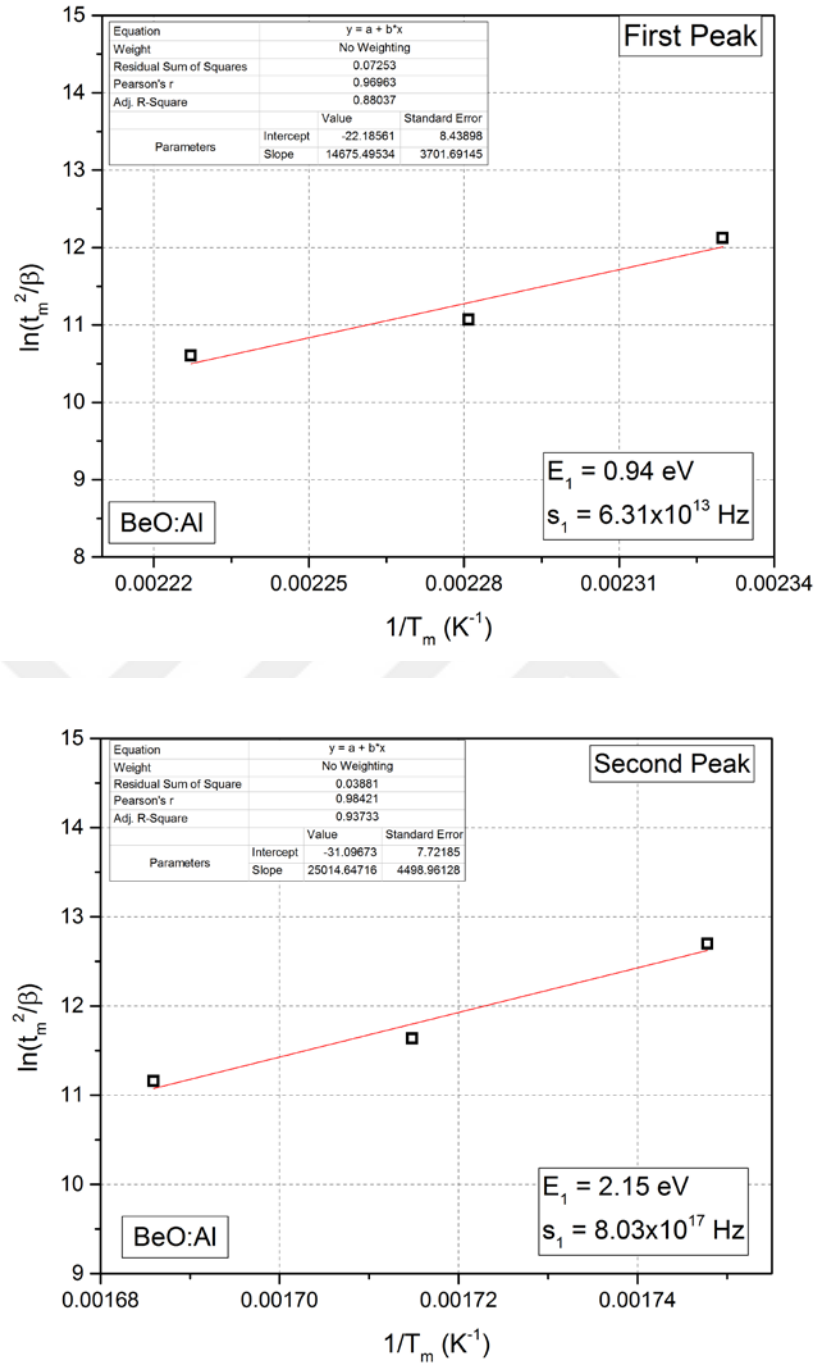 First Peak
Equation y = a + b*x
Weight No Weighting
Residual Sum of Squares 0.07253
Pearson's r 0.96963
Adj. R-Square 0.88037
Value Standard Error
Parameters Intercept -22.18561 8.43898
Slope 14675.49534 3701.69145
15
14
13
12
11
10
9
8
ln(tₘ²/β)
E₁ = 0.94 eV
s₁ = 6.31x10¹³ Hz
BeO:Al
0.00222 0.00225 0.00228 0.00231 0.00234
1/Tₘ (K⁻¹)
Second Peak
Equation y = a + b*x
Weight No Weighting
Residual Sum of Square 0.03881
Pearson's r 0.98421
Adj. R-Square 0.93733
Value Standard Error
Parameters Intercept -31.09673 7.72185
Slope 25014.64716 4498.96128
15
14
13
12
11
10
9
ln(tₘ²/β)
E₁ = 2.15 eV
s₁ = 8.03x10¹⁷ Hz
BeO:Al
0.00168 0.00170 0.00172 0.00174
1/Tₘ (K⁻¹)